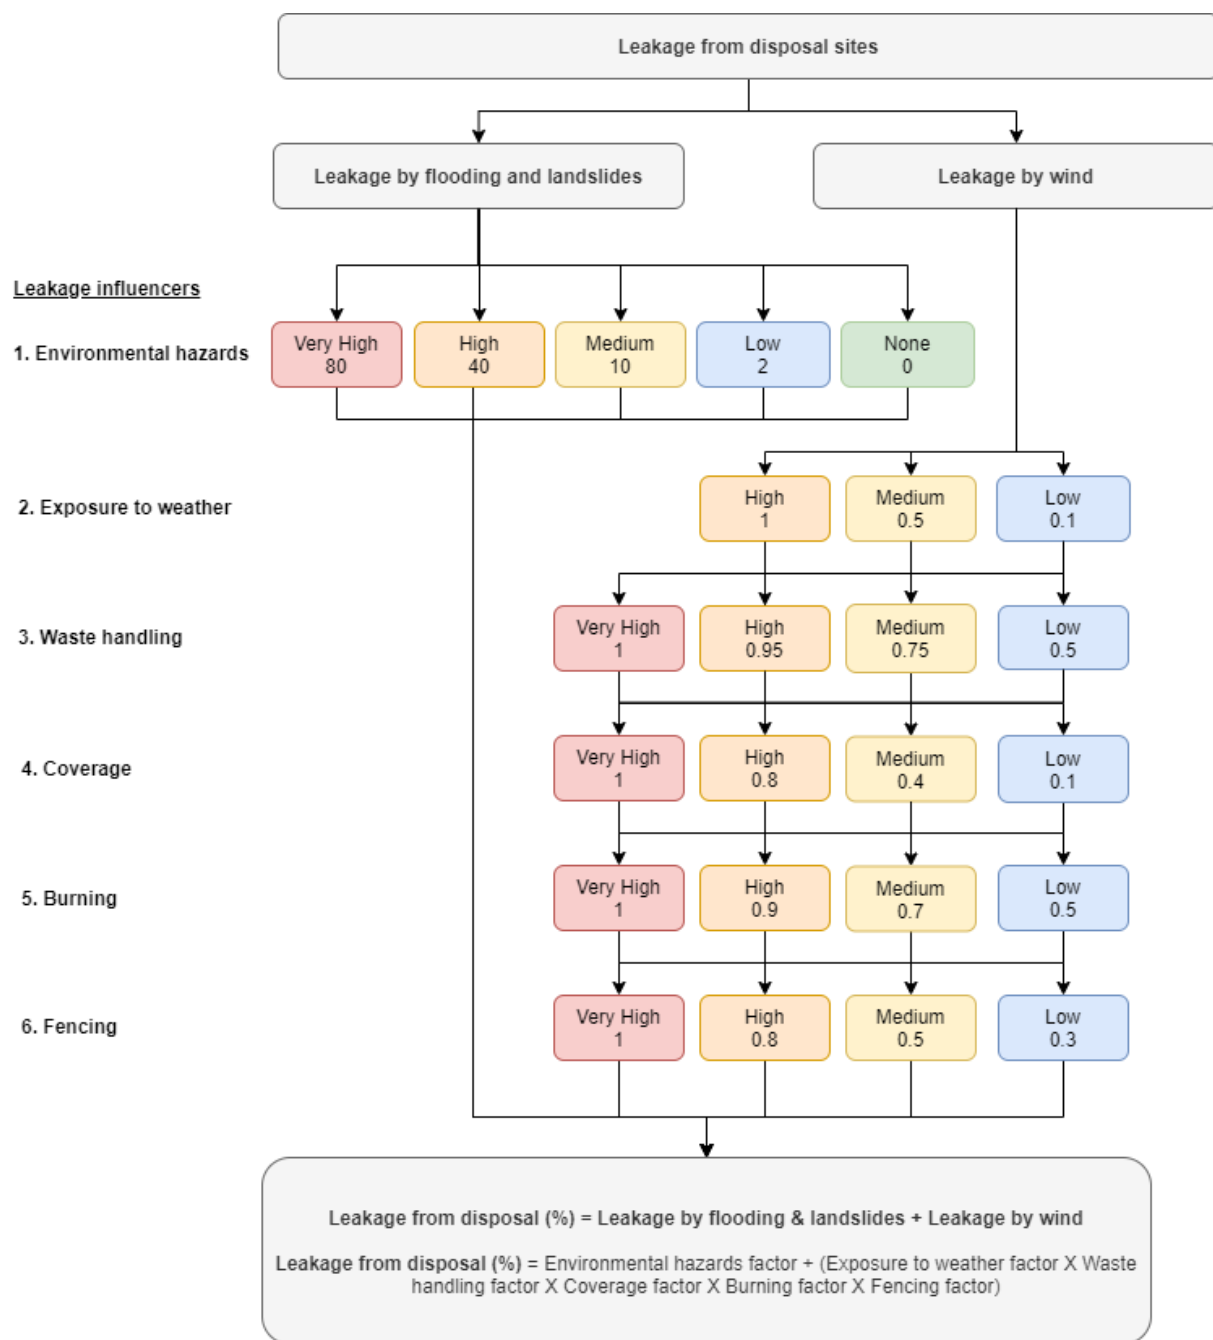 Leakage from disposal sites
Leakage by flooding and landslides
Leakage by wind
Leakage influencers
1. Environmental hazards
Very High
80
High
40
Medium
10
Low
2
None
0
2. Exposure to weather
High
1
Medium
0.5
Low
0.1
3. Waste handling
Very High
1
High
0.95
Medium
0.75
Low
0.5
4. Coverage
Very High
1
High
0.8
Medium
0.4
Low
0.1
5. Burning
Very High
1
High
0.9
Medium
0.7
Low
0.5
6. Fencing
Very High
1
High
0.8
Medium
0.5
Low
0.3
Leakage from disposal (%) = Leakage by flooding & landslides + Leakage by wind
Leakage from disposal (%) = Environmental hazards factor + (Exposure to weather factor X Waste
handling factor X Coverage factor X Burning factor X Fencing factor)